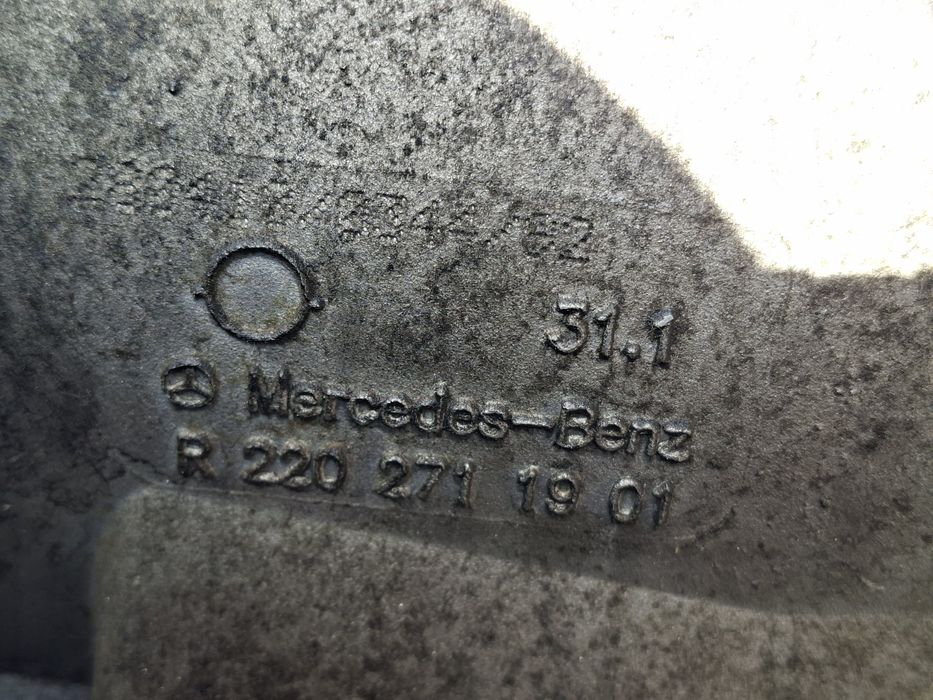 31.1
Mercedes-Benz
R 220 271 19 01